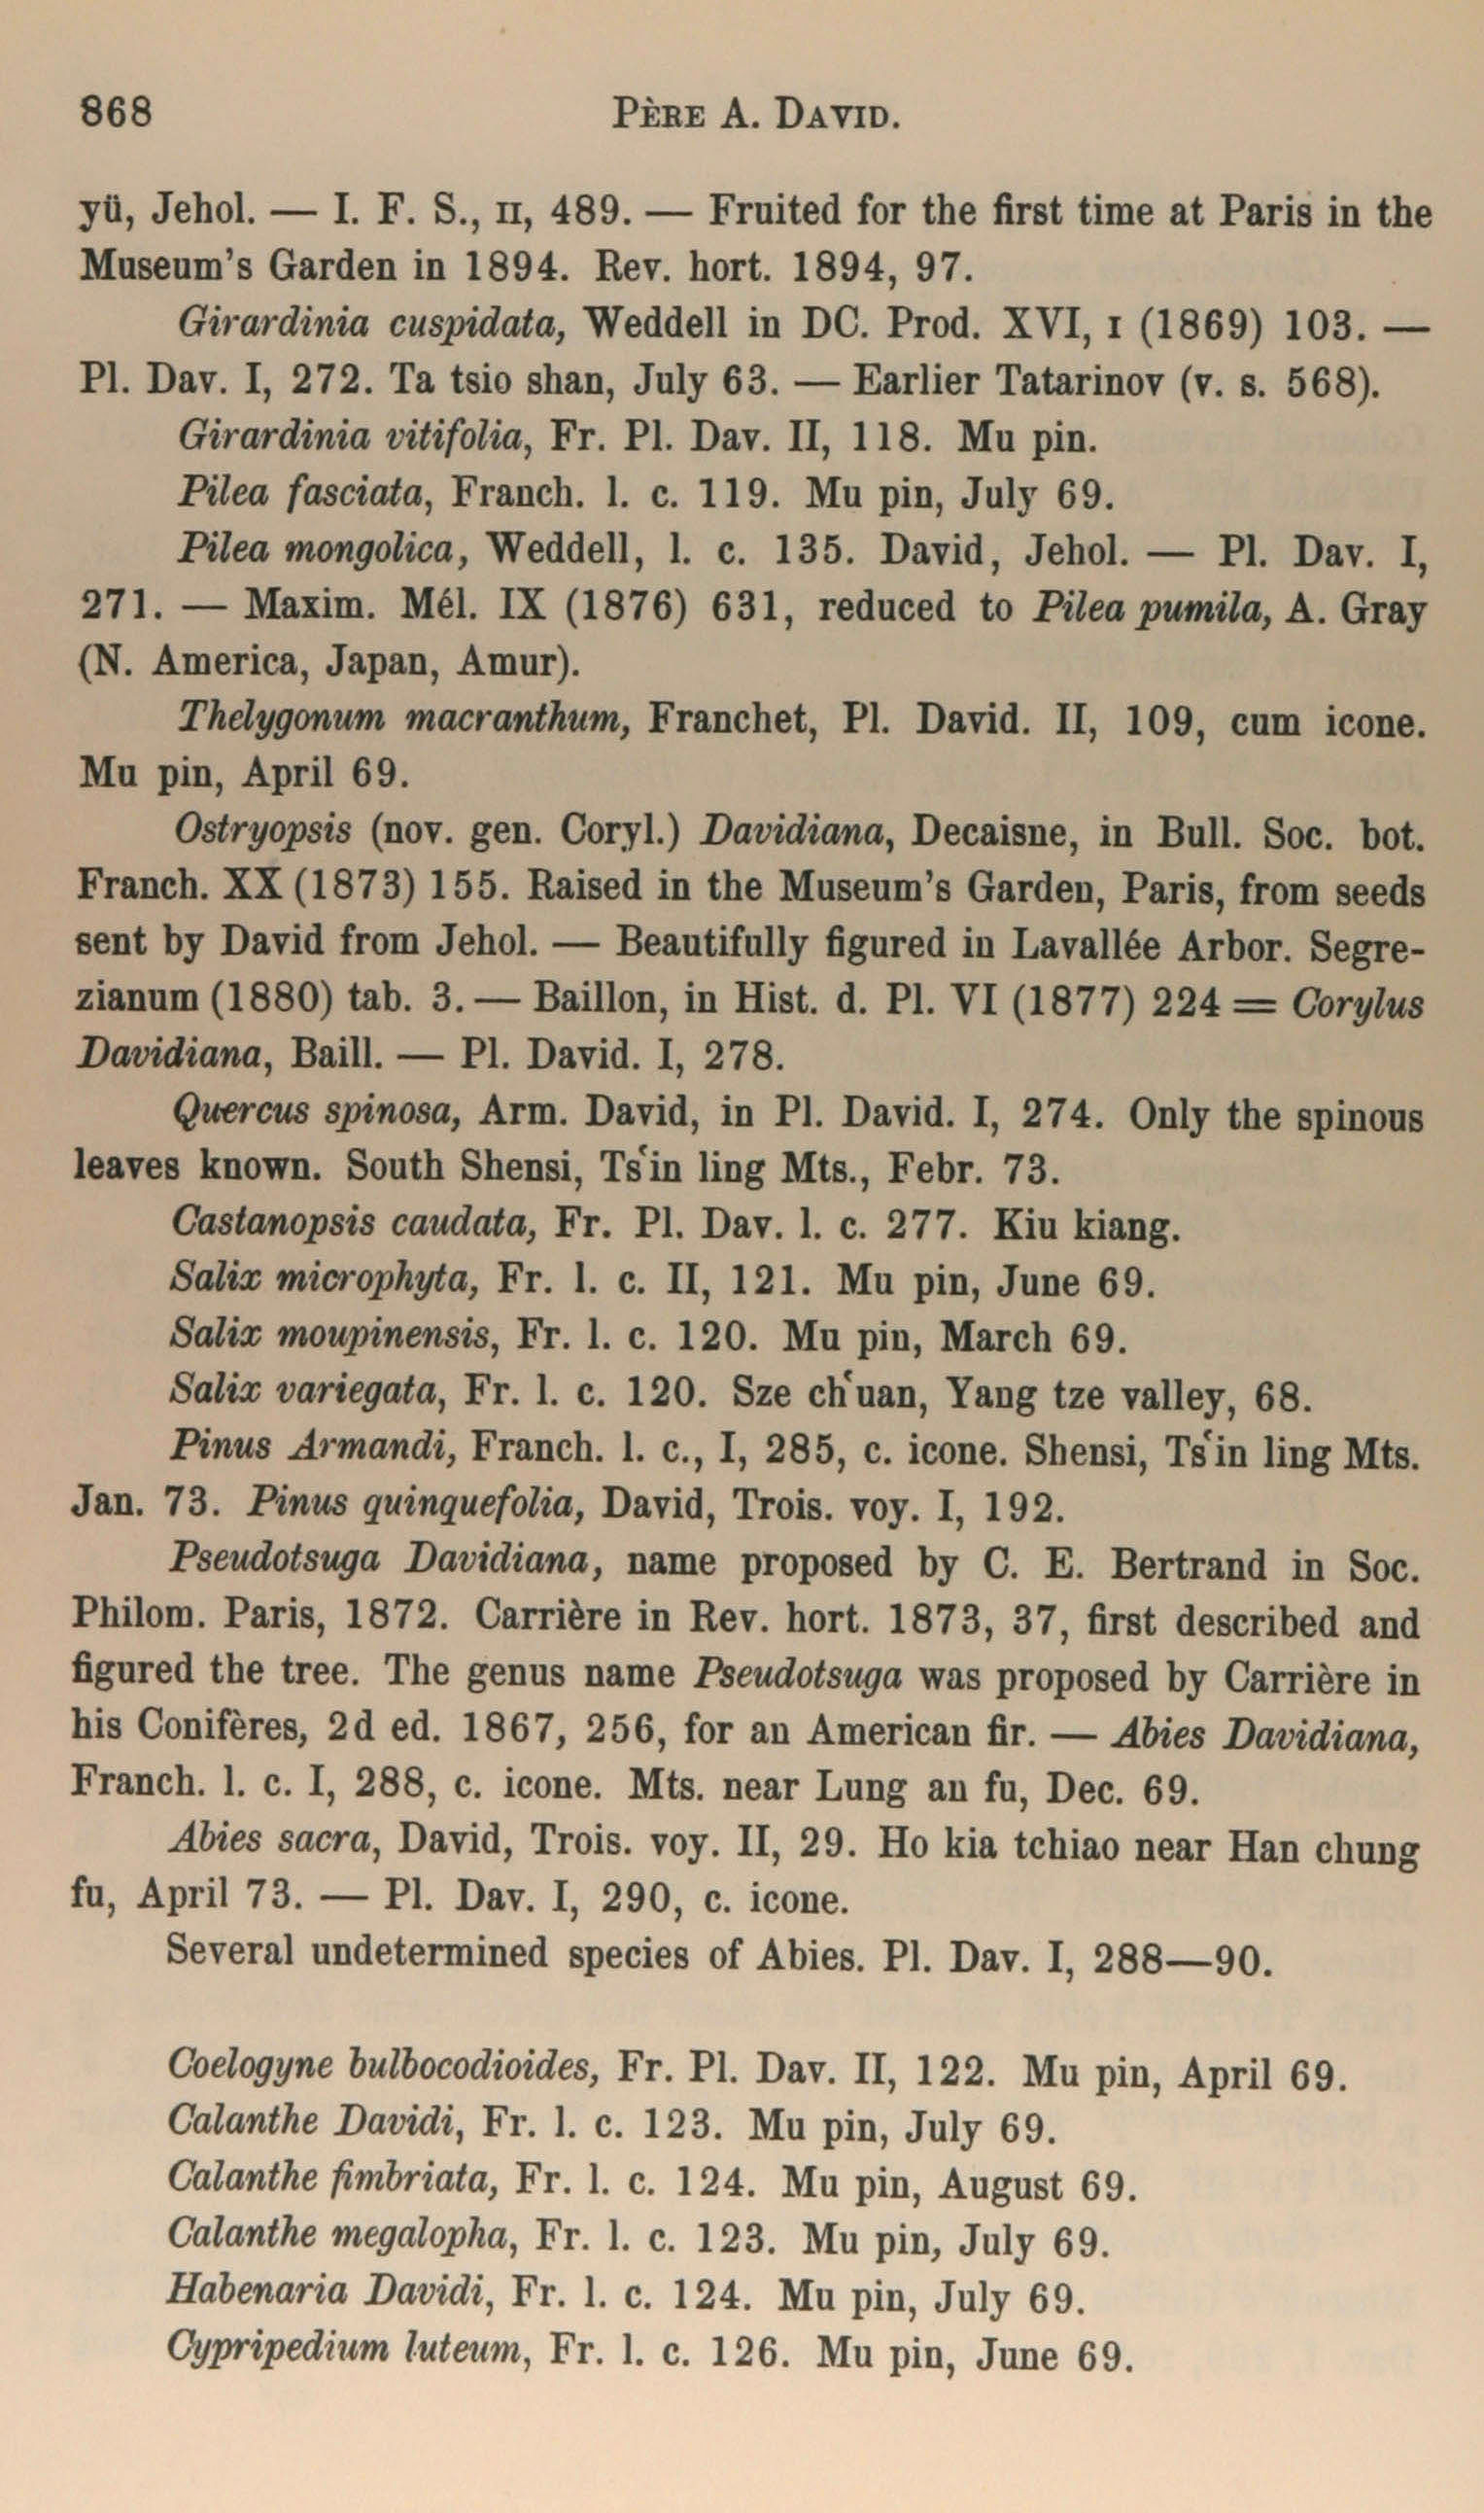 868
PÈRE A. DAVID.
yü, Jehol. — I. F. S., II, 489. — Fruited for the first time at Paris in the
Museum's Garden in 1894. Rev. hort. 1894, 97.
Girardinia cuspidata, Weddell in DC. Prod. XVI, I (1869) 103. —
Pl. Dav. I, 272. Ta tsio shan, July 63. — Earlier Tatarinov (v. s. 568).
Girardinia vitifolia, Fr. Pl. Dav. II, 118. Mu pin.
Pilea fasciata, Franch. l. c. 119. Mu pin, July 69.
Pilea mongolica, Weddell, l. c. 135. David, Jehol. — Pl. Dav. I,
271. — Maxim. Mél. IX (1876) 631, reduced to Pilea pumila, A. Gray
(N. America, Japan, Amur).
Thelygonum macranthum, Franchet, Pl. David. II, 109, cum icone.
Mu pin, April 69.
Ostryopsis (nov. gen. Coryl.) Davidiana, Decaisne, in Bull. Soc. bot.
Franch. XX (1873) 155. Raised in the Museum's Garden, Paris, from seeds
sent by David from Jehol. — Beautifully figured in Lavallée Arbor. Segre-
zianum (1880) tab. 3. — Baillon, in Hist. d. Pl. VI (1877) 224 = Corylus
Davidiana, Baill. — Pl. David. I, 278.
Quercus spinosa, Arm. David, in Pl. David. I, 274. Only the spinous
leaves known. South Shensi, Tsʻin ling Mts., Febr. 73.
Castanopsis caudata, Fr. Pl. Dav. l. c. 277. Kiu kiang.
Salix microphyta, Fr. l. c. II, 121. Mu pin, June 69.
Salix moupinensis, Fr. l. c. 120. Mu pin, March 69.
Salix variegata, Fr. l. c. 120. Sze chʻuan, Yang tze valley, 68.
Pinus Armandi, Franch. l. c., I, 285, c. icone. Shensi, Tsʻin ling Mts.
Jan. 73. Pinus quinquefolia, David, Trois. voy. I, 192.
Pseudotsuga Davidiana, name proposed by C. E. Bertrand in Soc.
Philom. Paris, 1872. Carrière in Rev. hort. 1873, 37, first described and
figured the tree. The genus name Pseudotsuga was proposed by Carrière in
his Conifères, 2d ed. 1867, 256, for an American fir. — Abies Davidiana,
Franch. l. c. I, 288, c. icone. Mts. near Lung an fu, Dec. 69.
Abies sacra, David, Trois. voy. II, 29. Ho kia tchiao near Han chung
fu, April 73. — Pl. Dav. I, 290, c. icone.
Several undetermined species of Abies. Pl. Dav. I, 288—90.
Coelogyne bulbocodioides, Fr. Pl. Dav. II, 122. Mu pin, April 69.
Calanthe Davidi, Fr. l. c. 123. Mu pin, July 69.
Calanthe fimbriata, Fr. l. c. 124. Mu pin, August 69.
Calanthe megalopha, Fr. l. c. 123. Mu pin, July 69.
Habenaria Davidi, Fr. l. c. 124. Mu pin, July 69.
Cypripedium luteum, Fr. l. c. 126. Mu pin, June 69.